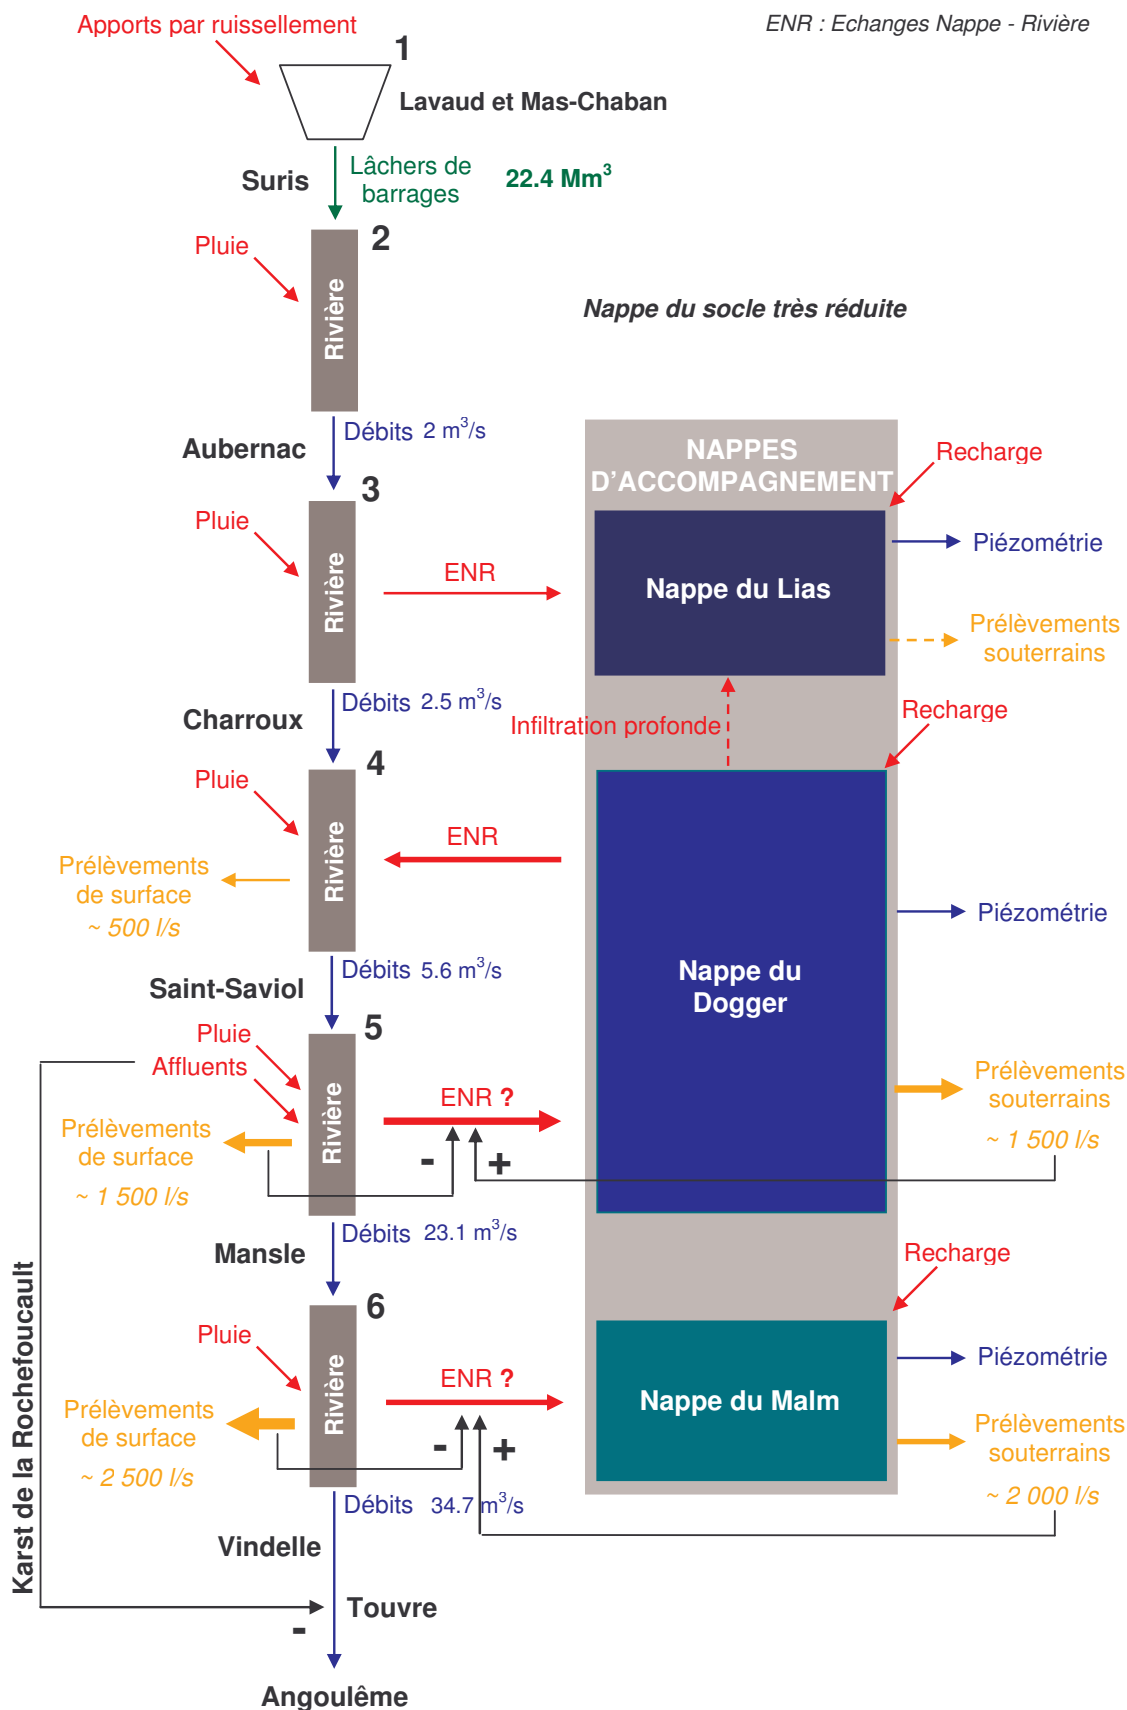 Apports par ruissellement
ENR : Echanges Nappe - Rivière
1
Lavaud et Mas-Chaban
Suris
Lâchers de
barrages
22.4 Mm³
2
Pluie
Rivière
Nappe du socle très réduite
Débits 2 m³/s
Aubernac
NAPPES
D'ACCOMPAGNEMENT
Recharge
3
Pluie
Rivière
ENR
Nappe du Lias
Piézométrie
Prélèvements
souterrains
Débits 2.5 m³/s
Charroux
Infiltration profonde
Recharge
4
Pluie
Rivière
ENR
Prélèvements
de surface
~ 500 l/s
Piézométrie
Nappe du
Dogger
Débits 5.6 m³/s
Saint-Saviol
5
Pluie
Affluents
Rivière
ENR ?
Prélèvements
souterrains
~ 1 500 l/s
Prélèvements
de surface
~ 1 500 l/s
-
+
Débits 23.1 m³/s
Mansle
Recharge
6
Pluie
Rivière
ENR ?
Nappe du Malm
Piézométrie
Prélèvements
de surface
~ 2 500 l/s
-
+
Prélèvements
souterrains
~ 2 000 l/s
Débits 34.7 m³/s
Vindelle
Karst de la Rochefoucault
Touvre
-
Angoulême